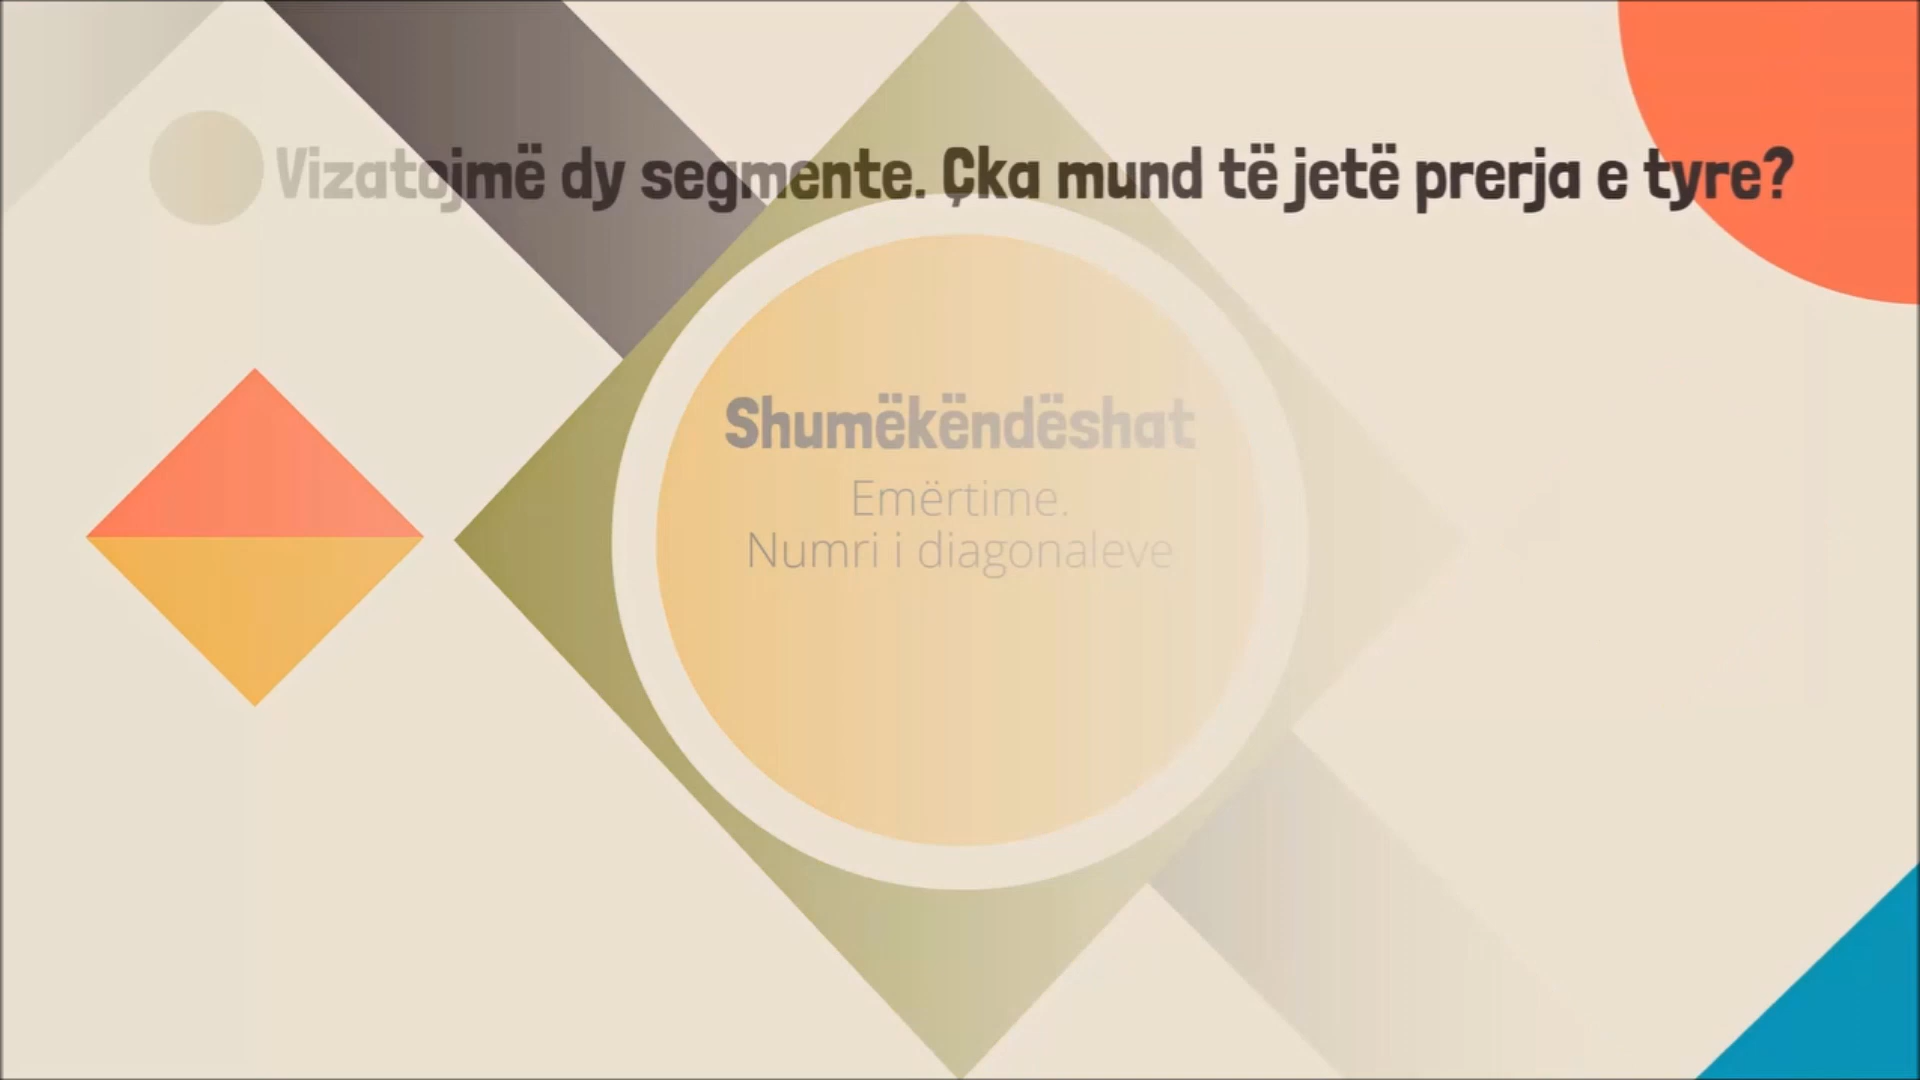 Vizatojmë dy segmente. Çka mund të jetë prerja e tyre?
Shumëkëndëshat
Emërtime.
Numri i diagonaleve